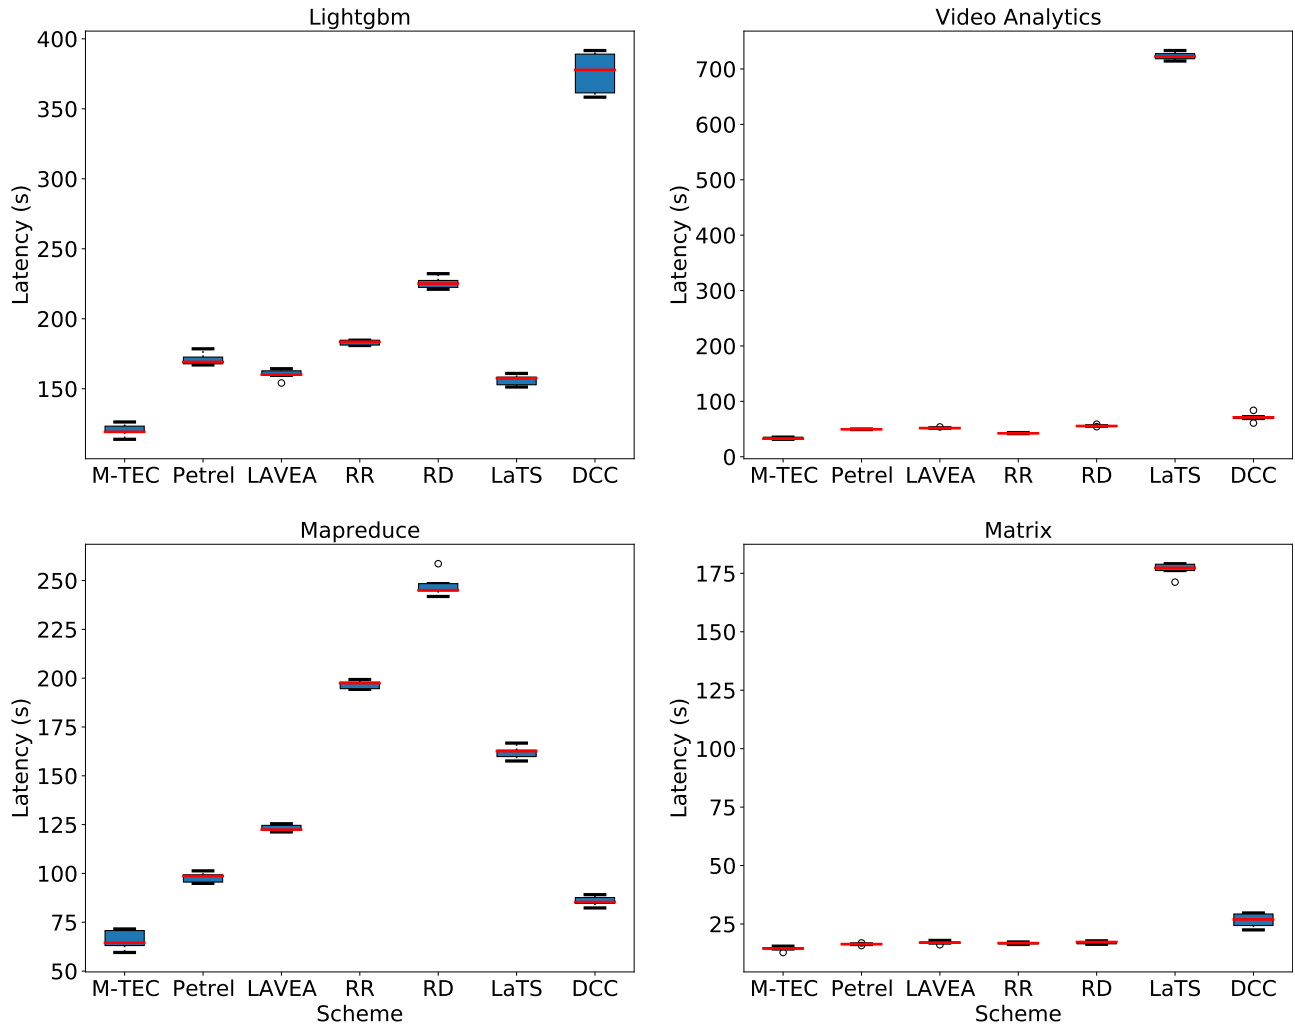 Lightgbm
Latency (s)
400
350
300
250
200
150
M-TEC Petrel LAVEA RR RD LaTS DCC
Video Analytics
Latency (s)
700
600
500
400
300
200
100
0
M-TEC Petrel LAVEA RR RD LaTS DCC
Mapreduce
Latency (s)
250
225
200
175
150
125
100
75
50
M-TEC Petrel LAVEA RR RD LaTS DCC
Scheme
Matrix
Latency (s)
175
150
125
100
75
50
25
M-TEC Petrel LAVEA RR RD LaTS DCC
Scheme